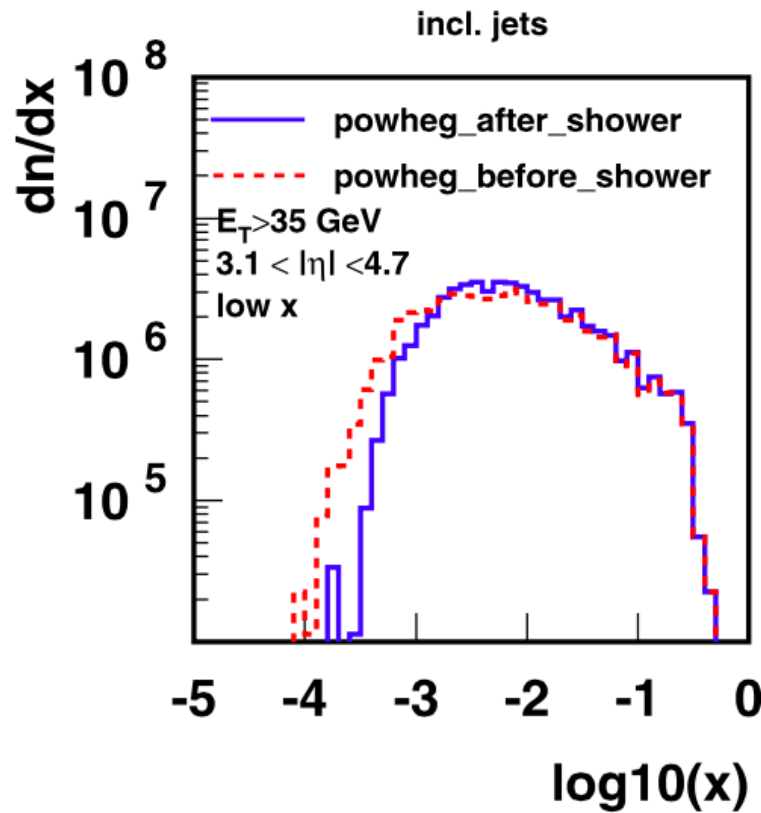 incl. jets
dn/dx
10^8
10^7
10^6
10^5
powheg_after_shower
powheg_before_shower
E_T>35 GeV
3.1 < |η| <4.7
low x
-5 -4 -3 -2 -1 0
log10(x)